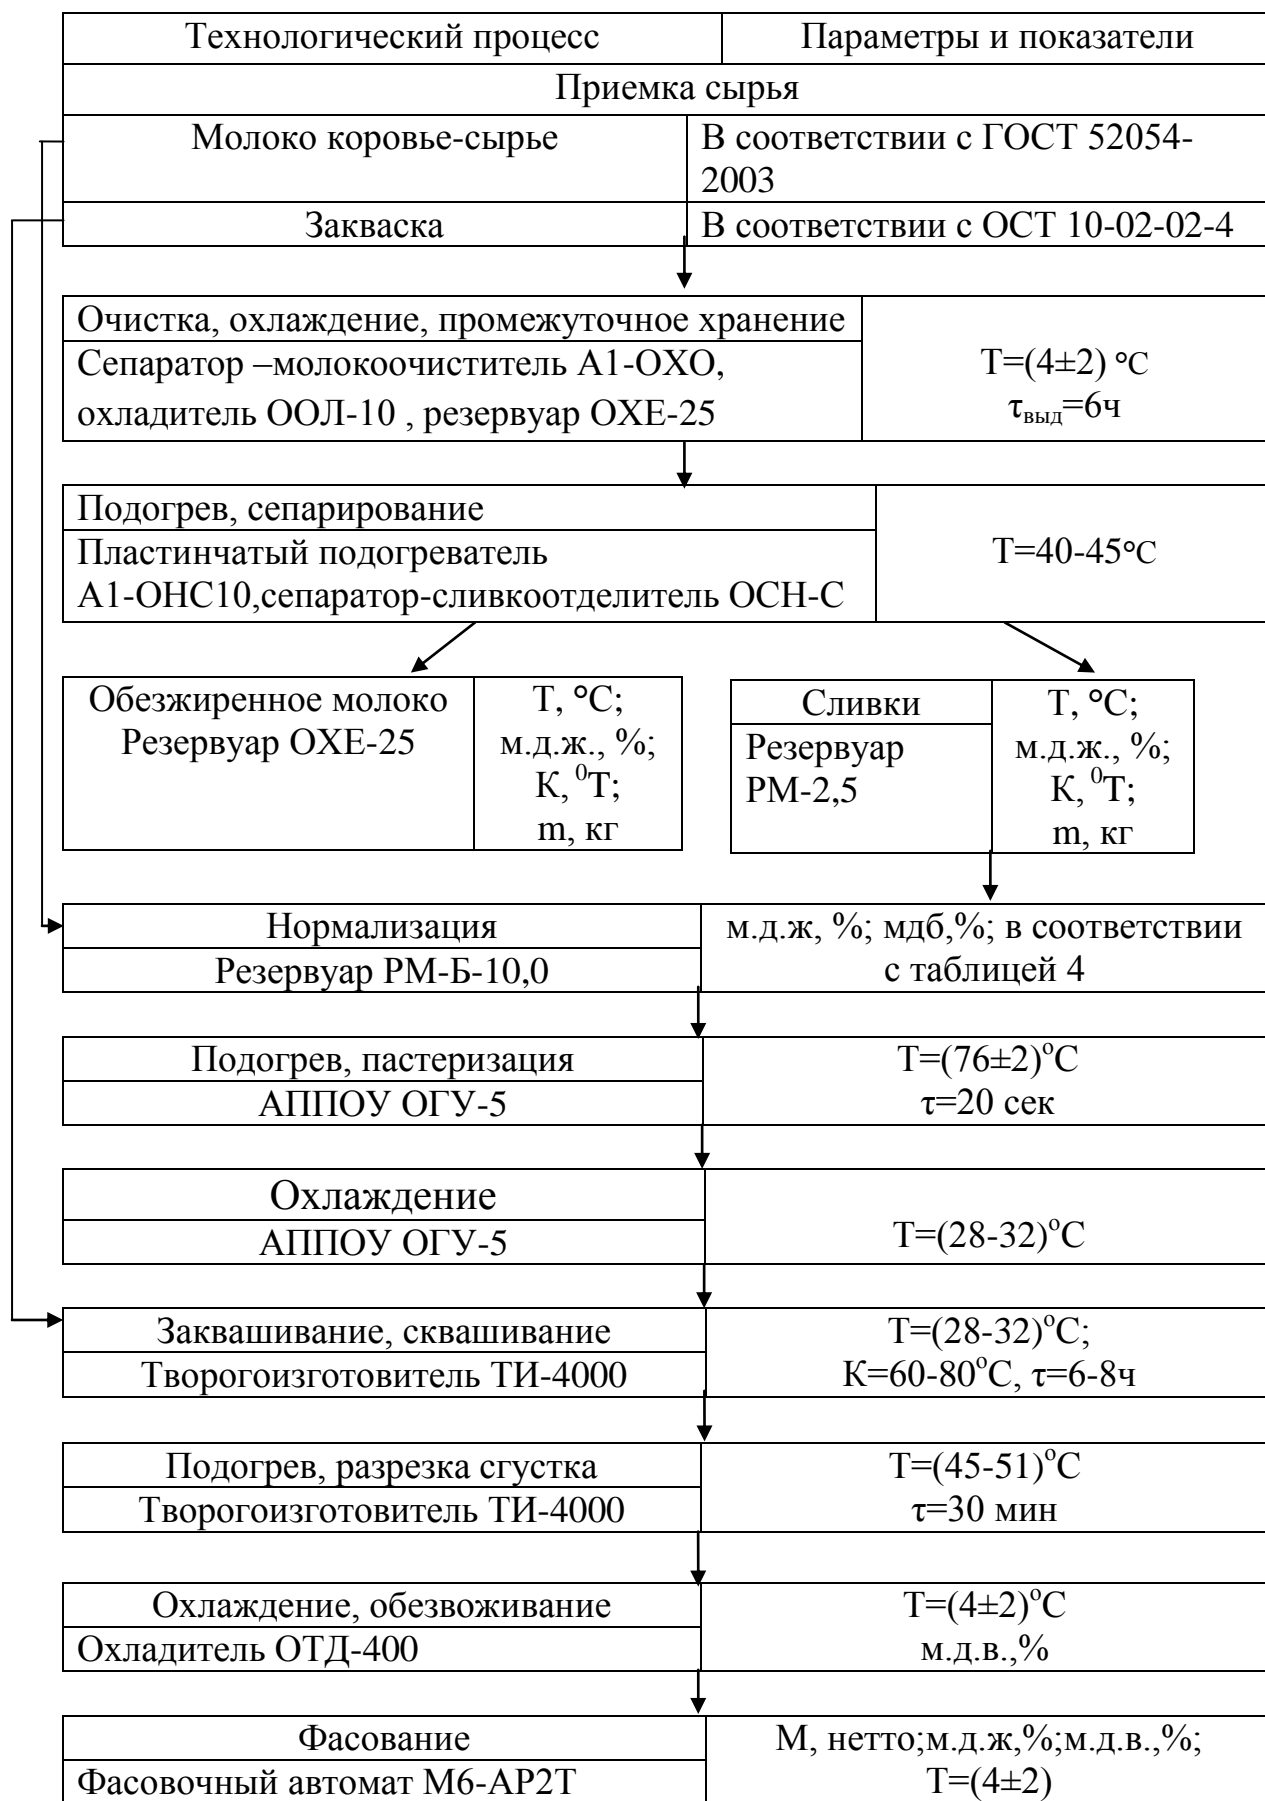 Технологический процесс
Параметры и показатели
Приемка сырья
Молоко коровье-сырье
В соответствии с ГОСТ 52054-
2003
Закваска
В соответствии с ОСТ 10-02-02-4
Очистка, охлаждение, промежуточное хранение
Сепаратор –молокоочиститель А1-ОХО,
охладитель ООЛ-10 , резервуар ОХЕ-25
Т=(4±2) °С
τвыд=6ч
Подогрев, сепарирование
Пластинчатый подогреватель
А1-ОНС10,сепаратор-сливкоотделитель ОСН-С
Т=40-45°С
Обезжиренное молоко
Резервуар ОХЕ-25
Т, °С;
м.д.ж., %;
К, ⁰Т;
m, кг
Сливки
Резервуар
РМ-2,5
Т, °С;
м.д.ж., %;
К, ⁰Т;
m, кг
Нормализация
Резервуар РМ-Б-10,0
м.д.ж, %; мдб,%; в соответствии
с таблицей 4
Подогрев, пастеризация
АППОУ ОГУ-5
Т=(76±2)°С
τ=20 сек
Охлаждение
АППОУ ОГУ-5
Т=(28-32)°С
Заквашивание, сквашивание
Творогоизготовитель ТИ-4000
Т=(28-32)°С;
К=60-80°С, τ=6-8ч
Подогрев, разрезка сгустка
Творогоизготовитель ТИ-4000
Т=(45-51)°С
τ=30 мин
Охлаждение, обезвоживание
Охладитель ОТД-400
Т=(4±2)°С
м.д.в.,%
Фасование
Фасовочный автомат М6-АР2Т
М, нетто;м.д.ж,%;м.д.в.,%;
Т=(4±2)